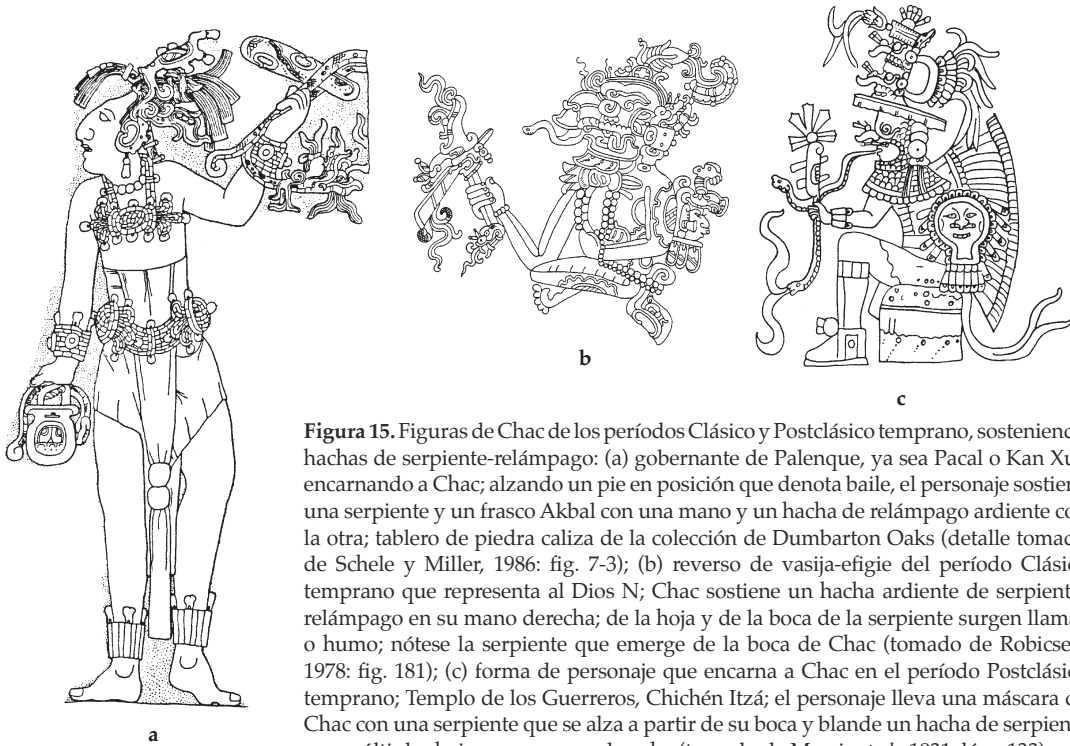 b
c
a
Figura 15. Figuras de Chac de los períodos Clásico y Postclásico temprano, sosteniend
hachas de serpiente-relámpago: (a) gobernante de Palenque, ya sea Pacal o Kan Xu
encarnando a Chac; alzando un pie en posición que denota baile, el personaje sostien
una serpiente y un frasco Akbal con una mano y un hacha de relámpago ardiente co
la otra; tablero de piedra caliza de la colección de Dumbarton Oaks (detalle tomad
de Schele y Miller, 1986: fig. 7-3); (b) reverso de vasija-efigie del período Clásic
temprano que representa al Dios N; Chac sostiene un hacha ardiente de serpient
relámpago en su mano derecha; de la hoja y de la boca de la serpiente surgen llama
o humo; nótese la serpiente que emerge de la boca de Chac (tomado de Robicse
1978: fig. 181); (c) forma de personaje que encarna a Chac en el período Postclásic
temprano; Templo de los Guerreros, Chichén Itzá; el personaje lleva una máscara d
Chac con una serpiente que se alza a partir de su boca y blande un hacha de serpien